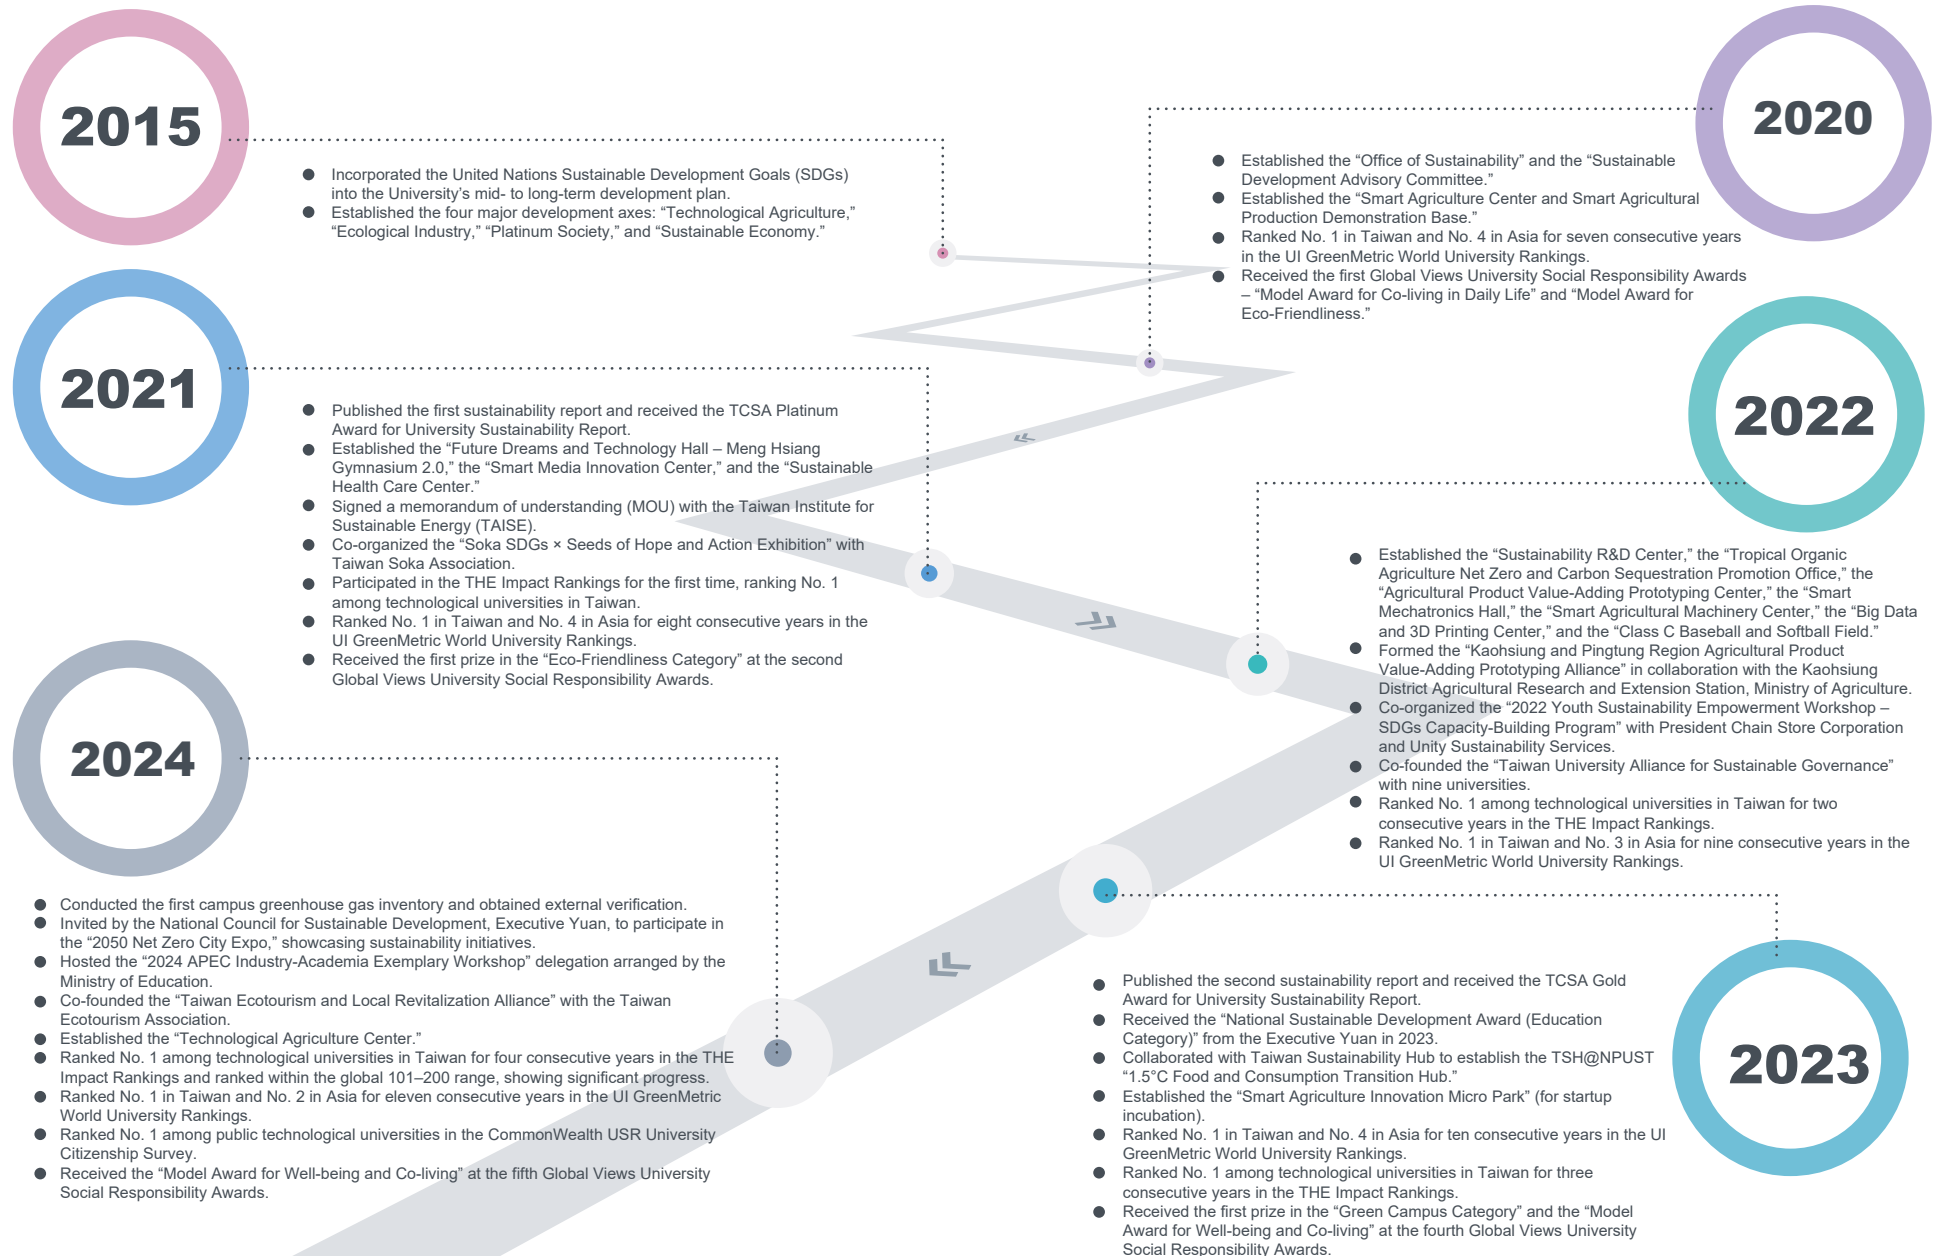 2015
Incorporated the United Nations Sustainable Development Goals (SDGs)
into the University’s mid- to long-term development plan.
Established the four major development axes: “Technological Agriculture,”
“Ecological Industry,” “Platinum Society,” and “Sustainable Economy.”
2020
Established the “Office of Sustainability” and the “Sustainable
Development Advisory Committee.”
Established the “Smart Agriculture Center and Smart Agricultural
Production Demonstration Base.”
Ranked No. 1 in Taiwan and No. 4 in Asia for seven consecutive years
in the UI GreenMetric World University Rankings.
Received the first Global Views University Social Responsibility Awards
– “Model Award for Co-living in Daily Life” and “Model Award for
Eco-Friendliness.”
2021
Published the first sustainability report and received the TCSA Platinum
Award for University Sustainability Report.
Established the “Future Dreams and Technology Hall – Meng Hsiang
Gymnasium 2.0,” the “Smart Media Innovation Center,” and the “Sustainable
Health Care Center.”
Signed a memorandum of understanding (MOU) with the Taiwan Institute for
Sustainable Energy (TAISE).
Co-organized the “Soka SDGs × Seeds of Hope and Action Exhibition” with
Taiwan Soka Association.
Participated in the THE Impact Rankings for the first time, ranking No. 1
among technological universities in Taiwan.
Ranked No. 1 in Taiwan and No. 4 in Asia for eight consecutive years in the
UI GreenMetric World University Rankings.
Received the first prize in the “Eco-Friendliness Category” at the second
Global Views University Social Responsibility Awards.
2022
Established the “Sustainability R&D Center,” the “Tropical Organic
Agriculture Net Zero and Carbon Sequestration Promotion Office,” the
“Agricultural Product Value-Adding Prototyping Center,” the “Smart
Mechatronics Hall,” the “Smart Agricultural Machinery Center,” the “Big Data
and 3D Printing Center,” and the “Class C Baseball and Softball Field.”
Formed the “Kaohsiung and Pingtung Region Agricultural Product
Value-Adding Prototyping Alliance” in collaboration with the Kaohsiung
District Agricultural Research and Extension Station, Ministry of Agriculture.
Co-organized the “2022 Youth Sustainability Empowerment Workshop –
SDGs Capacity-Building Program” with President Chain Store Corporation
and Unity Sustainability Services.
Co-founded the “Taiwan University Alliance for Sustainable Governance”
with nine universities.
Ranked No. 1 among technological universities in Taiwan for two
consecutive years in the THE Impact Rankings.
Ranked No. 1 in Taiwan and No. 3 in Asia for nine consecutive years in the
UI GreenMetric World University Rankings.
2023
Published the second sustainability report and received the TCSA Gold
Award for University Sustainability Report.
Received the “National Sustainable Development Award (Education
Category)” from the Executive Yuan in 2023.
Collaborated with Taiwan Sustainability Hub to establish the TSH@NPUST
“1.5°C Food and Consumption Transition Hub.”
Established the “Smart Agriculture Innovation Micro Park” (for startup
incubation).
Ranked No. 1 in Taiwan and No. 4 in Asia for ten consecutive years in the UI
GreenMetric World University Rankings.
Ranked No. 1 among technological universities in Taiwan for three
consecutive years in the THE Impact Rankings.
Received the first prize in the “Green Campus Category” and the “Model
Award for Well-being and Co-living” at the fourth Global Views University
Social Responsibility Awards.
2024
Conducted the first campus greenhouse gas inventory and obtained external verification.
Invited by the National Council for Sustainable Development, Executive Yuan, to participate in
the “2050 Net Zero City Expo,” showcasing sustainability initiatives.
Hosted the “2024 APEC Industry-Academia Exemplary Workshop” delegation arranged by the
Ministry of Education.
Co-founded the “Taiwan Ecotourism and Local Revitalization Alliance” with the Taiwan
Ecotourism Association.
Established the “Technological Agriculture Center.”
Ranked No. 1 among technological universities in Taiwan for four consecutive years in the THE
Impact Rankings and ranked within the global 101–200 range, showing significant progress.
Ranked No. 1 in Taiwan and No. 2 in Asia for eleven consecutive years in the UI GreenMetric
World University Rankings.
Ranked No. 1 among public technological universities in the CommonWealth USR University
Citizenship Survey.
Received the “Model Award for Well-being and Co-living” at the fifth Global Views University
Social Responsibility Awards.